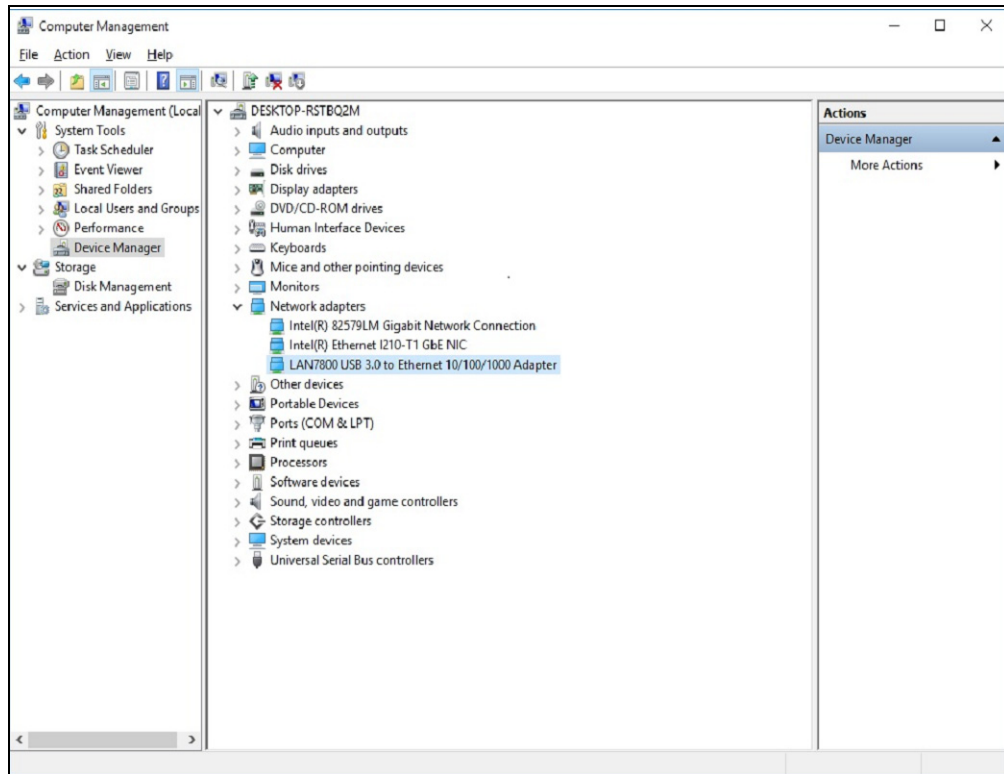 Computer Management
File Action View Help
Computer Management (Local
System Tools
Task Scheduler
Event Viewer
Shared Folders
Local Users and Groups
Performance
Device Manager
Storage
Disk Management
Services and Applications
DESKTOP-RSTBQ2M
Audio inputs and outputs
Computer
Disk drives
Display adapters
DVD/CD-ROM drives
Human Interface Devices
Keyboards
Mice and other pointing devices
Monitors
Network adapters
Intel(R) 82579LM Gigabit Network Connection
Intel(R) Ethernet I210-T1 GbE NIC
LAN7800 USB 3.0 to Ethernet 10/100/1000 Adapter
Other devices
Portable Devices
Ports (COM & LPT)
Print queues
Processors
Software devices
Sound, video and game controllers
Storage controllers
System devices
Universal Serial Bus controllers
Actions
Device Manager
More Actions